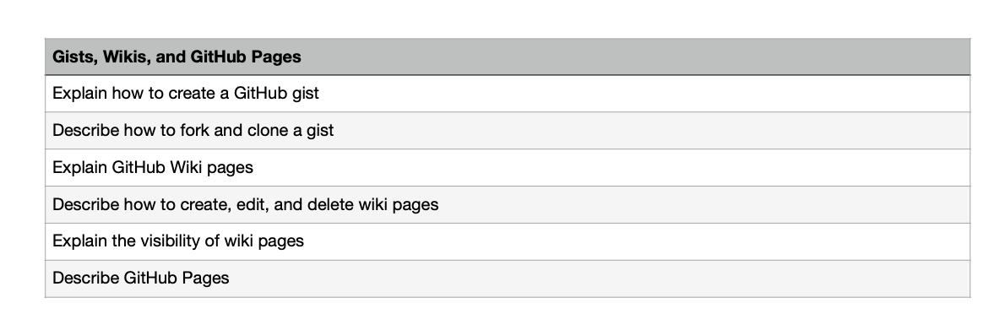 Gists, Wikis, and GitHub Pages
Explain how to create a GitHub gist
Describe how to fork and clone a gist
Explain GitHub Wiki pages
Describe how to create, edit, and delete wiki pages
Explain the visibility of wiki pages
Describe GitHub Pages